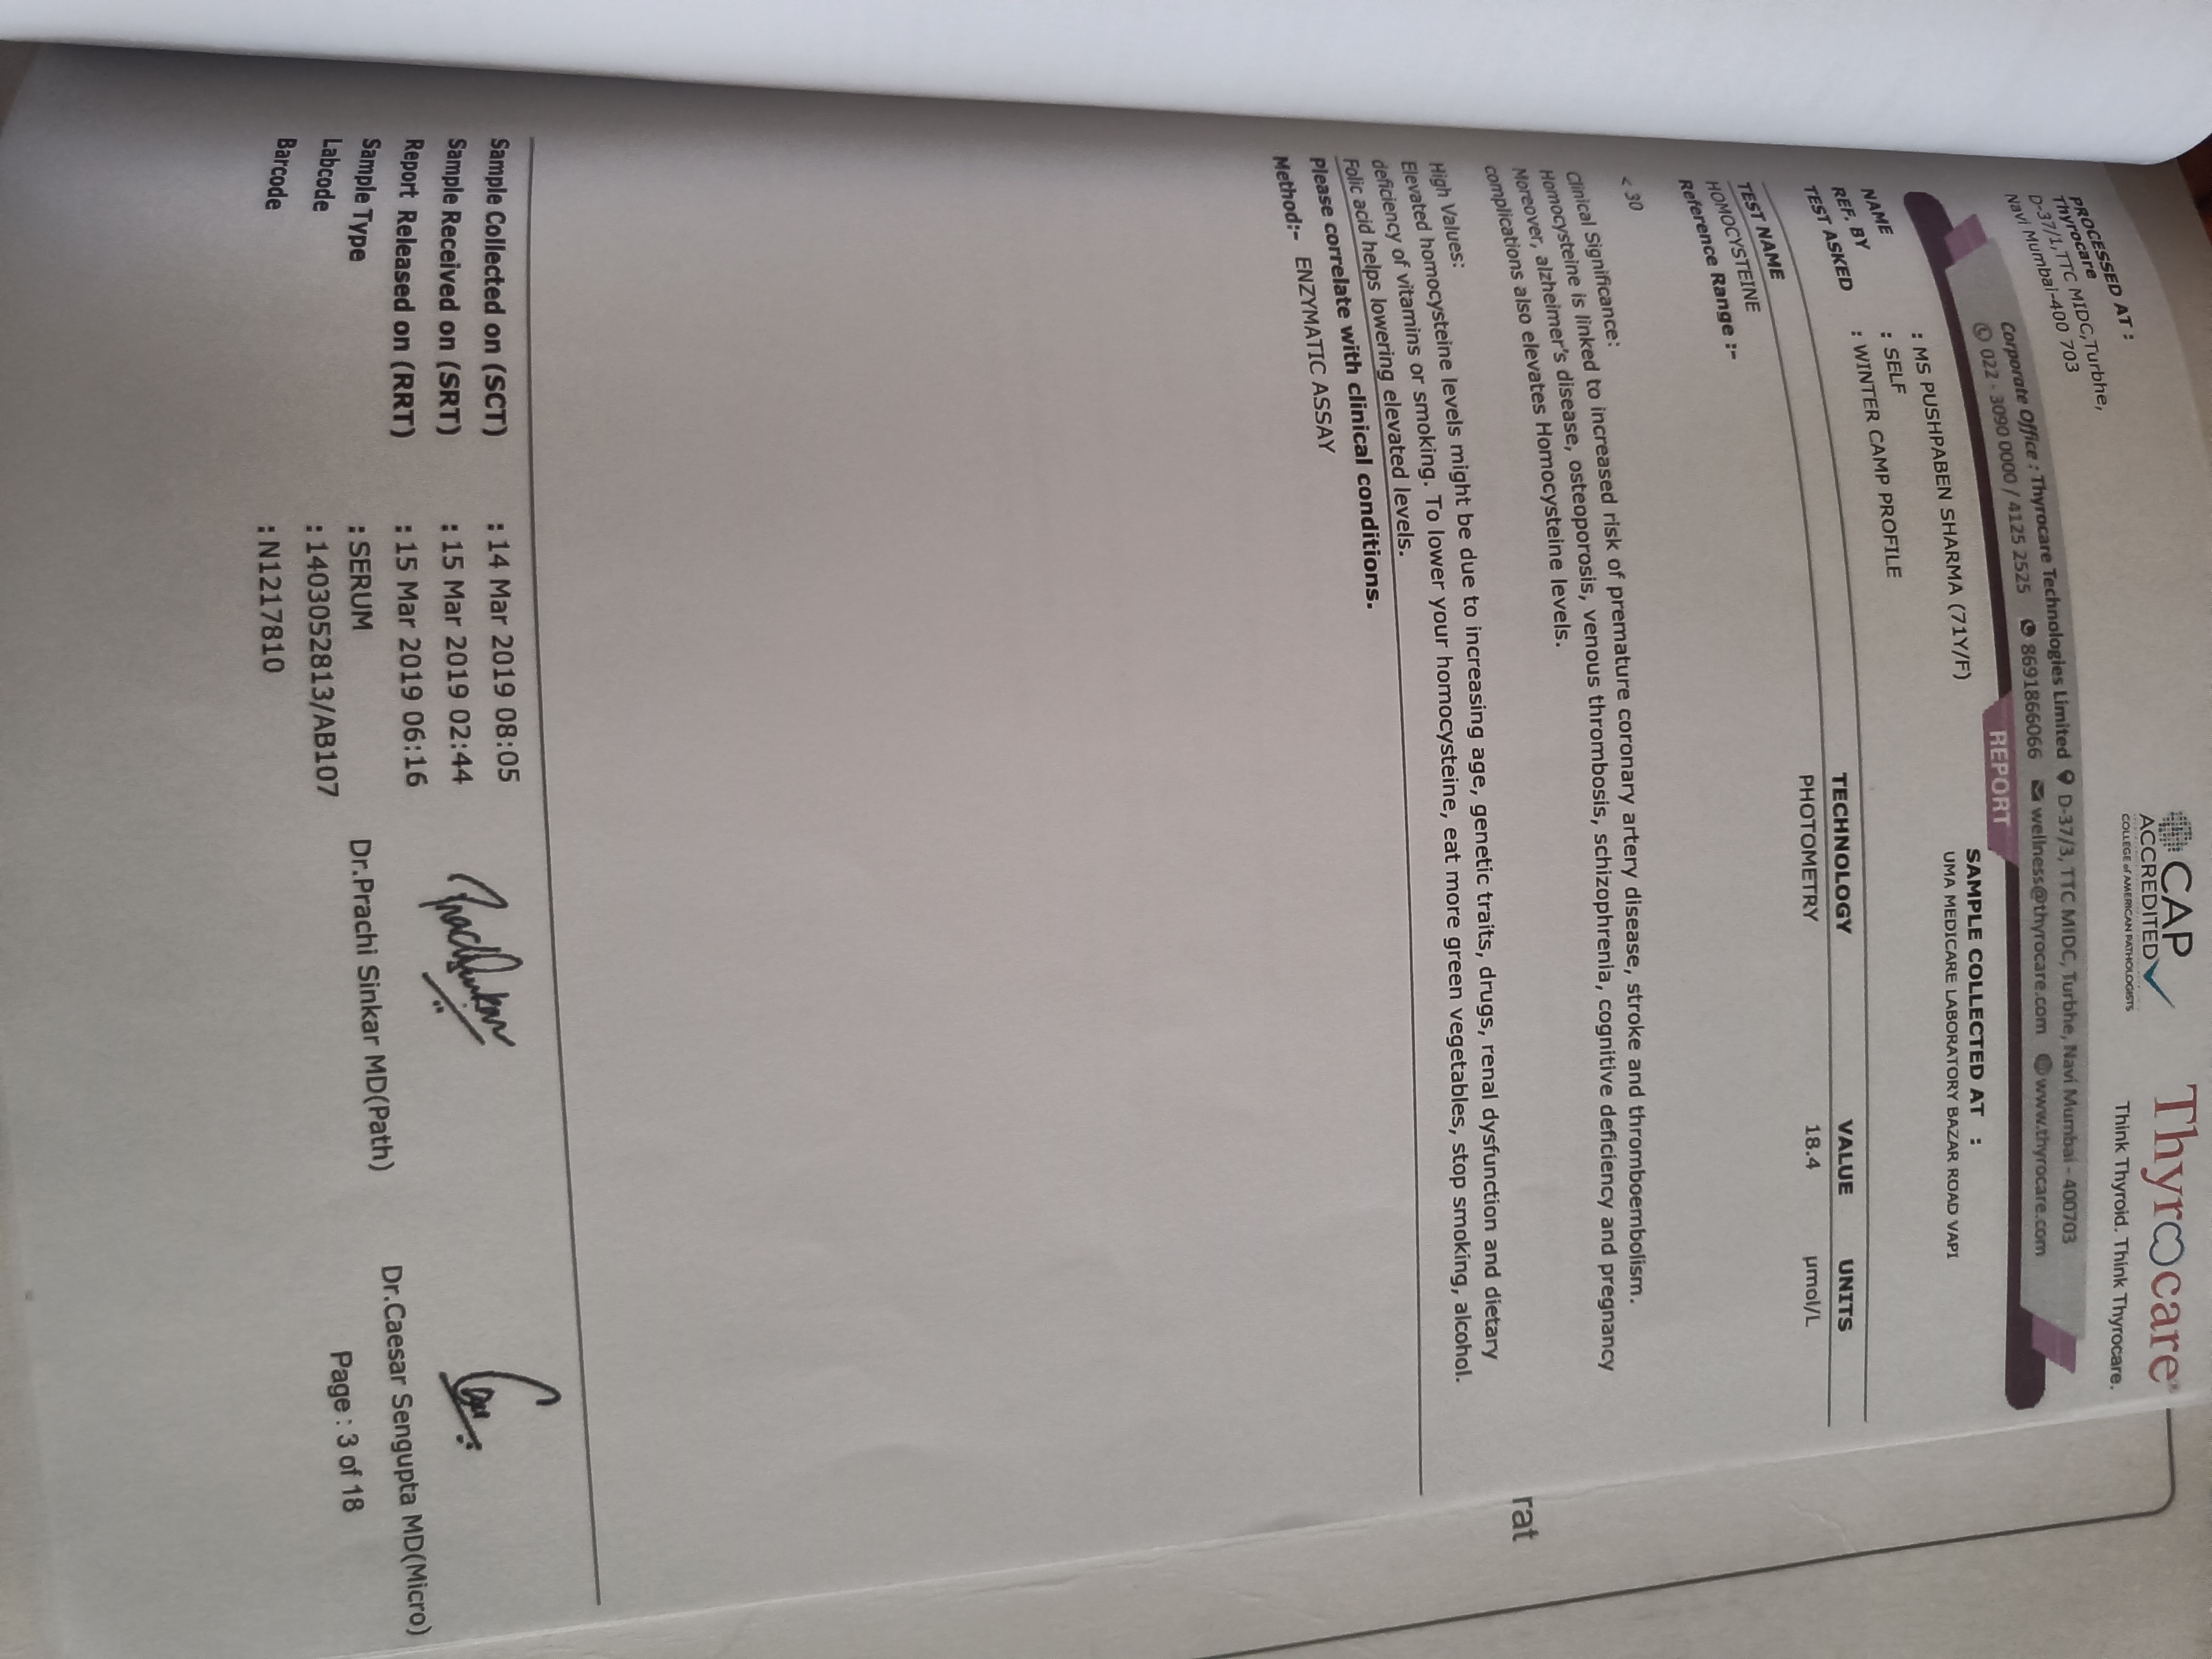 CAP
ACCREDITED
COLLEGE of AMERICAN PATHOLOGISTS
Thyrocare
Think Thyroid. Think Thyrocare.
PROCESSED AT :
Thyrocare
D-37/1,TTC MIDC,Turbhe,
Navi Mumbai-400 703
Corporate Office : Thyrocare Technologies Limited D-37/3, TTC MIDC, Turbhe, Navi Mumbai - 400703
022 - 3090 0000 / 4125 2525 8691866066 wellness@thyrocare.com www.thyrocare.com
REPORT
NAME : MS PUSHPABEN SHARMA (71Y/F)
REF. BY : SELF
TEST ASKED : WINTER CAMP PROFILE
SAMPLE COLLECTED AT :
UMA MEDICARE LABORATORY BAZAR ROAD VAPI
TEST NAME TECHNOLOGY VALUE UNITS
HOMOCYSTEINE PHOTOMETRY 18.4 µmol/L
Reference Range :-
< 30
Clinical Significance:
Homocysteine is linked to increased risk of premature coronary artery disease, stroke and thromboembolism.
Moreover, alzheimer's disease, osteoporosis, venous thrombosis, schizophrenia, cognitive deficiency and pregnancy
complications also elevates Homocysteine levels.
High Values:
Elevated homocysteine levels might be due to increasing age, genetic traits, drugs, renal dysfunction and dietary
deficiency of vitamins or smoking. To lower your homocysteine, eat more green vegetables, stop smoking, alcohol.
Folic acid helps lowering elevated levels.
Please correlate with clinical conditions.
Method:- ENZYMATIC ASSAY
rat
Sample Collected on (SCT) : 14 Mar 2019 08:05
Sample Received on (SRT) : 15 Mar 2019 02:44
Report Released on (RRT) : 15 Mar 2019 06:16
Sample Type : SERUM
Labcode : 1403052813/AB107
Barcode : N1217810
Dr.Prachi Sinkar MD(Path)
Dr.Caesar Sengupta MD(Micro)
Page : 3 of 18